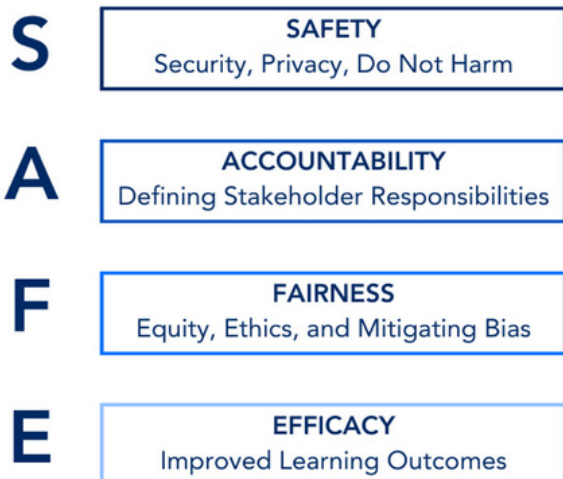 S
SAFETY
Security, Privacy, Do Not Harm
A
ACCOUNTABILITY
Defining Stakeholder Responsibilities
F
FAIRNESS
Equity, Ethics, and Mitigating Bias
E
EFFICACY
Improved Learning Outcomes